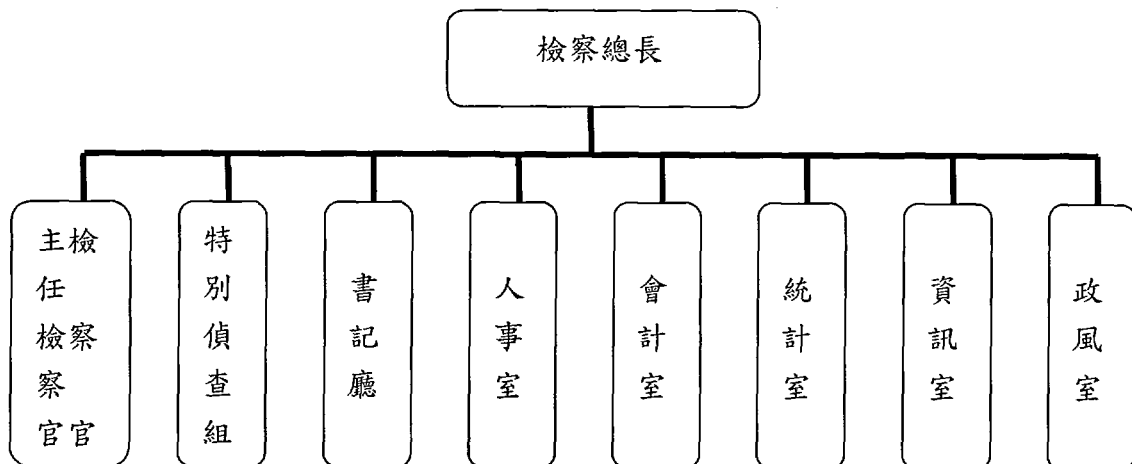 檢察總長
主任檢察官
檢察官
特別偵查組
書記廳
人事室
會計室
統計室
資訊室
政風室